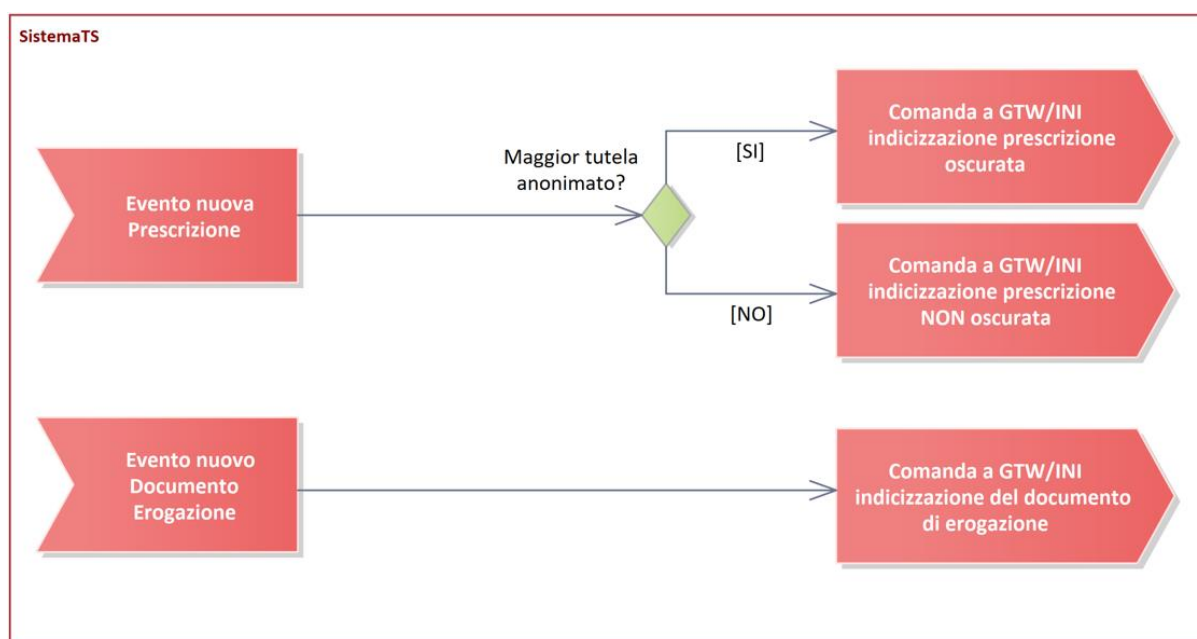 SistemaTS
Evento nuova
Prescrizione
Maggior tutela
anonimato?
[SI]
[NO]
Comanda a GTW/INI
indicizzazione prescrizione
oscurata
Comanda a GTW/INI
indicizzazione prescrizione
NON oscurata
Evento nuovo
Documento
Erogazione
Comanda a GTW/INI
indicizzazione del documento
di erogazione